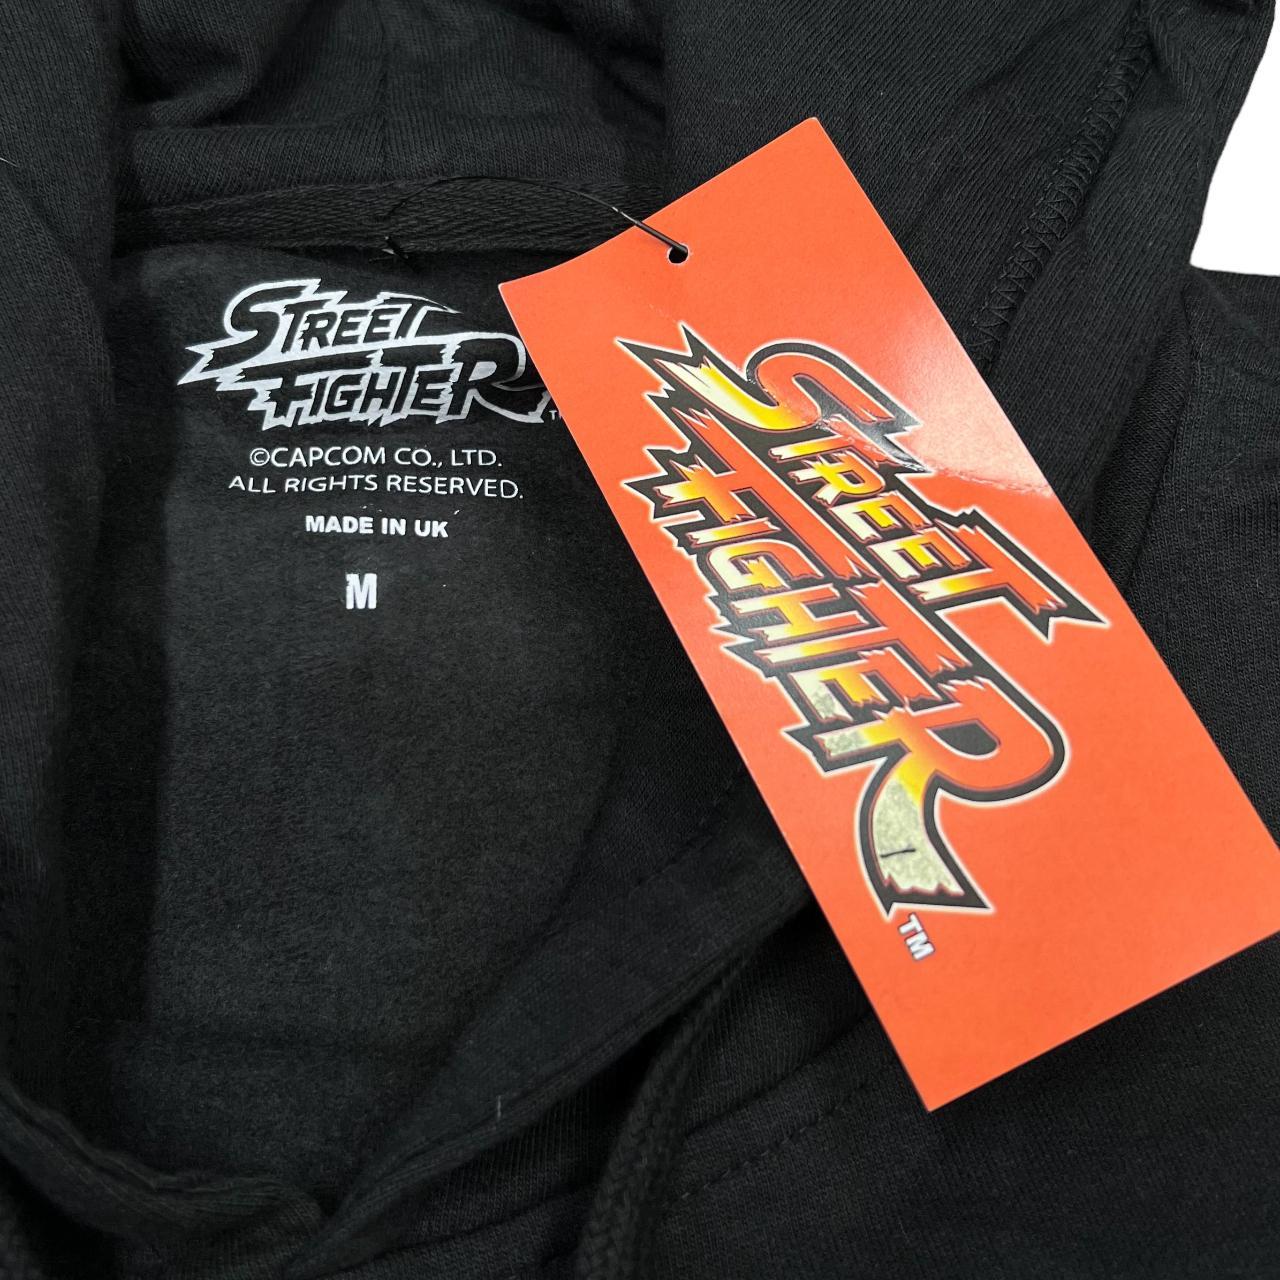 STREET
FIGHTER
TM
©CAPCOM CO., LTD.
ALL RIGHTS RESERVED.
MADE IN UK
M
STREET
FIGHTER
TM